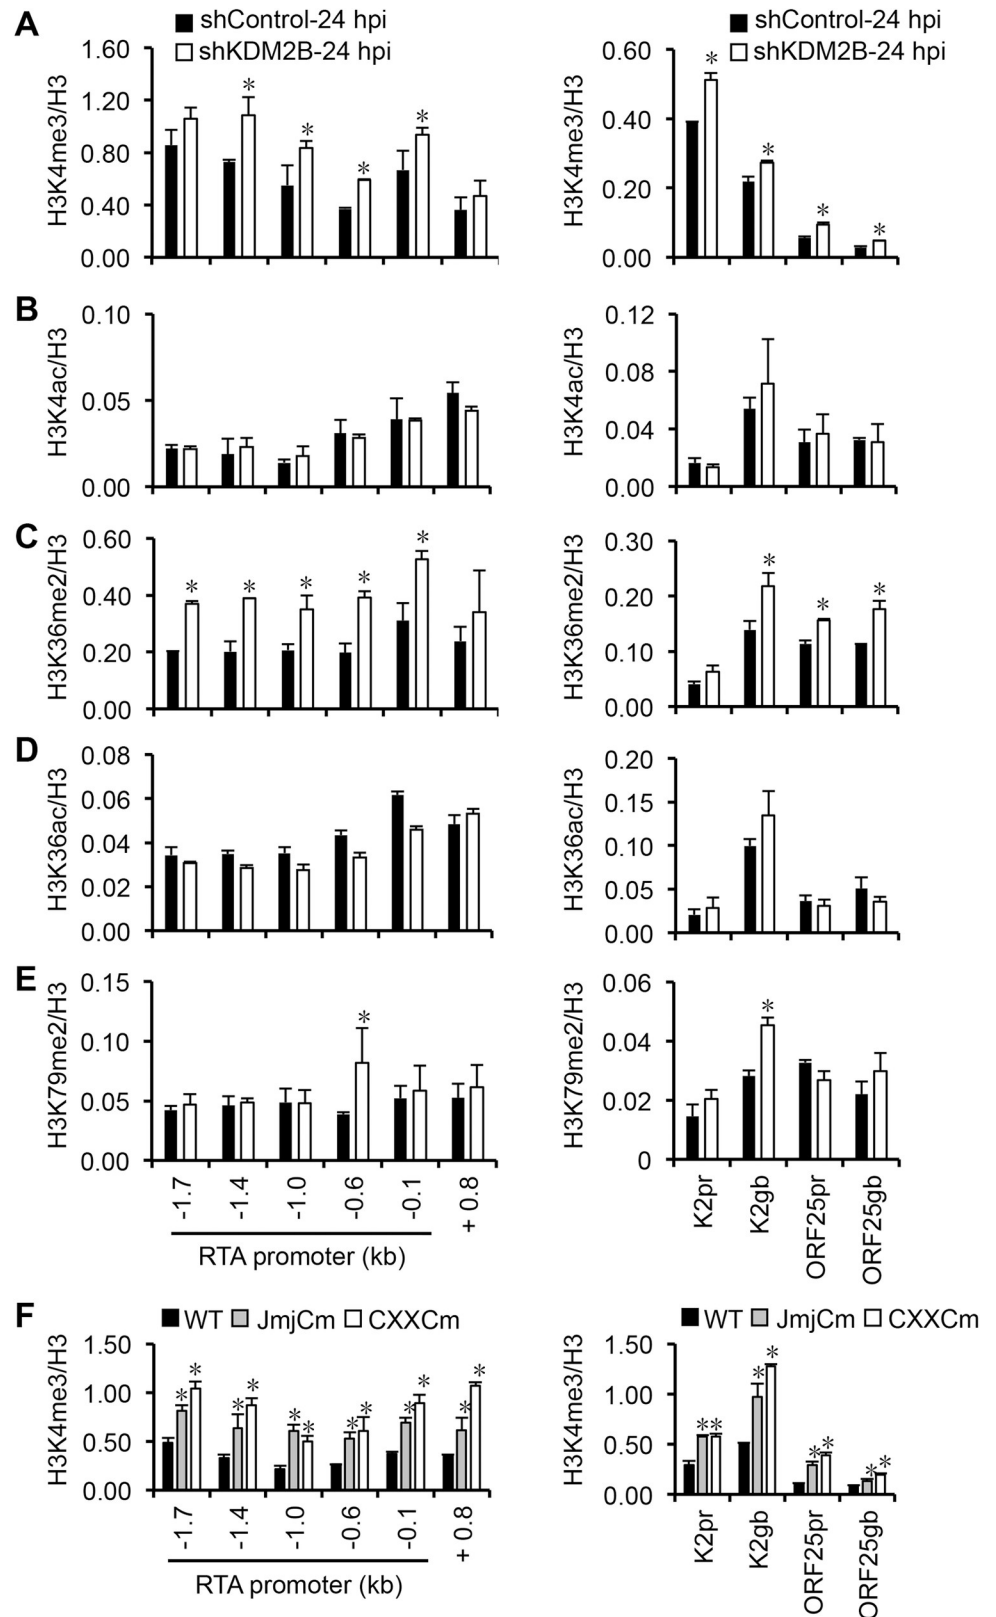 A
shControl-24 hpi
shKDM2B-24 hpi
H3K4me3/H3
1.60
1.20
0.80
0.40
0.00
* * * *
shControl-24 hpi
shKDM2B-24 hpi
H3K4me3/H3
0.60
0.40
0.20
0.00
* * * *
B
H3K4ac/H3
0.10
0.05
0.00
H3K4ac/H3
0.12
0.08
0.04
0.00
C
H3K36me2/H3
0.60
0.40
0.20
0.00
* * * * *
H3K36me2/H3
0.30
0.20
0.10
0.00
* * *
D
H3K36ac/H3
0.08
0.06
0.04
0.02
0.00
H3K36ac/H3
0.20
0.15
0.10
0.05
0.00
E
H3K79me2/H3
0.15
0.10
0.05
0.00
*
-1.7 -1.4 -1.0 -0.6 -0.1 + 0.8
RTA promoter (kb)
H3K79me2/H3
0.06
0.04
0.02
0
*
K2pr K2gb ORF25pr ORF25gb
F
WT JmjCm CXXCm
H3K4me3/H3
1.50
1.00
0.50
0.00
* * * * * * * * * * * *
-1.7 -1.4 -1.0 -0.6 -0.1 + 0.8
RTA promoter (kb)
WT JmjCm CXXCm
H3K4me3/H3
1.50
1.00
0.50
0.00
* * * * * * * *
K2pr K2gb ORF25pr ORF25gb